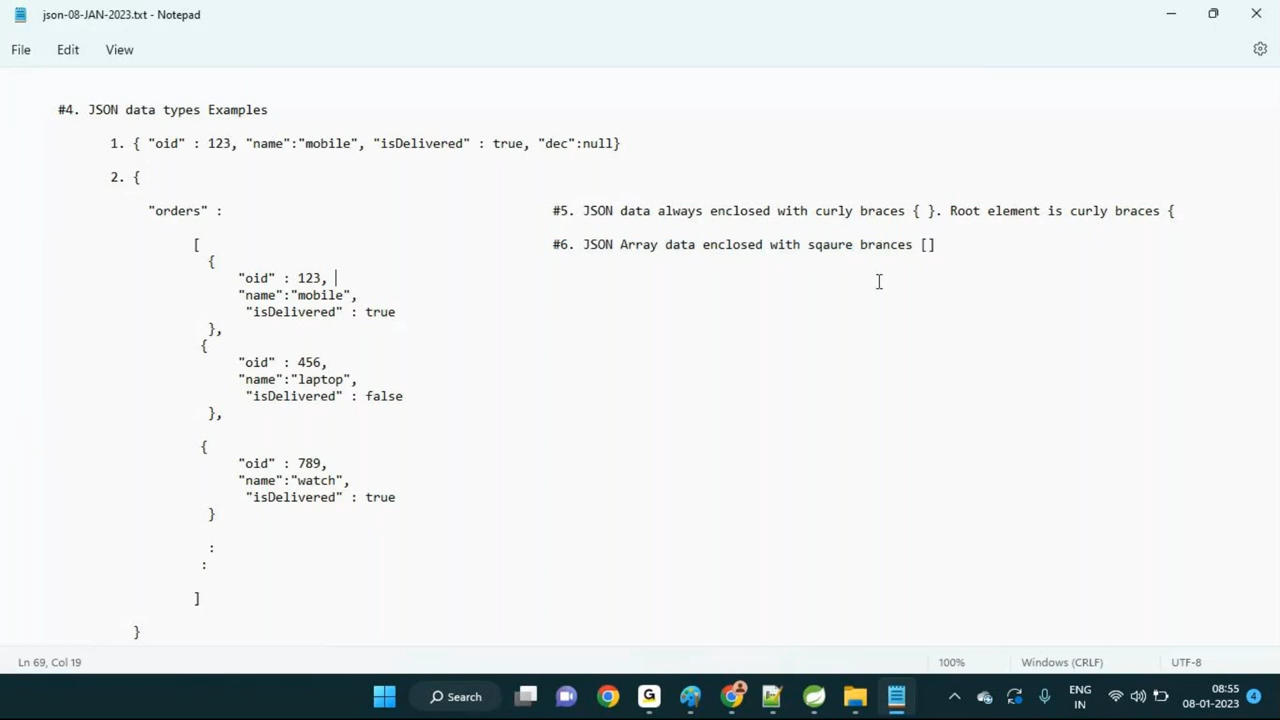 json-08-JAN-2023.txt - Notepad
File Edit View
#4. JSON data types Examples
1. { "oid" : 123, "name":"mobile", "isDelivered" : true, "dec":null}
2. {
"orders" :
#5. JSON data always enclosed with curly braces { }. Root element is curly braces {
[
#6. JSON Array data enclosed with sqaure brances []
{
"oid" : 123,
"name":"mobile",
"isDelivered" : true
},
{
"oid" : 456,
"name":"laptop",
"isDelivered" : false
},
{
"oid" : 789,
"name":"watch",
"isDelivered" : true
}
:
:
]
}
Ln 69, Col 19
100%
Windows (CRLF)
UTF-8
Search
G
ENG
IN
08:55
08-01-2023
4